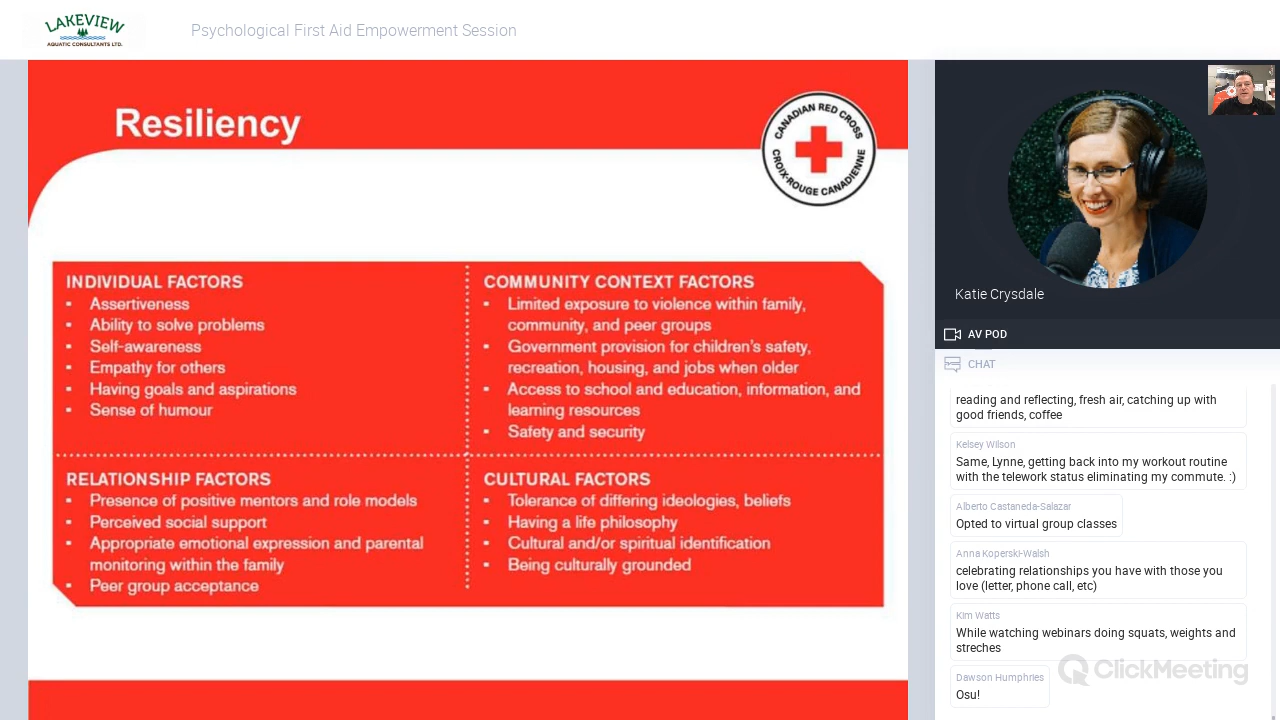 LAKEVIEW
AQUATIC CONSULTANTS LTD.
Psychological First Aid Empowerment Session
Resiliency
CANADIAN RED CROSS
CROIX-ROUGE CANADIENNE
INDIVIDUAL FACTORS
▪ Assertiveness
▪ Ability to solve problems
▪ Self-awareness
▪ Empathy for others
▪ Having goals and aspirations
▪ Sense of humour
COMMUNITY CONTEXT FACTORS
▪ Limited exposure to violence within family,
community, and peer groups
▪ Government provision for children's safety,
recreation, housing, and jobs when older
▪ Access to school and education, information, and
learning resources
▪ Safety and security
RELATIONSHIP FACTORS
▪ Presence of positive mentors and role models
▪ Perceived social support
▪ Appropriate emotional expression and parental
monitoring within the family
▪ Peer group acceptance
CULTURAL FACTORS
▪ Tolerance of differing ideologies, beliefs
▪ Having a life philosophy
▪ Cultural and/or spiritual identification
▪ Being culturally grounded
Katie Crysdale
AV POD
CHAT
reading and reflecting, fresh air, catching up with
good friends, coffee
Kelsey Wilson
Same, Lynne, getting back into my workout routine
with the telework status eliminating my commute. :)
Alberto Castaneda-Salazar
Opted to virtual group classes
Anna Koperski-Walsh
celebrating relationships you have with those you
love (letter, phone call, etc)
Kim Watts
While watching webinars doing squats, weights and
streches
Dawson Humphries
Osu!
ClickMeeting